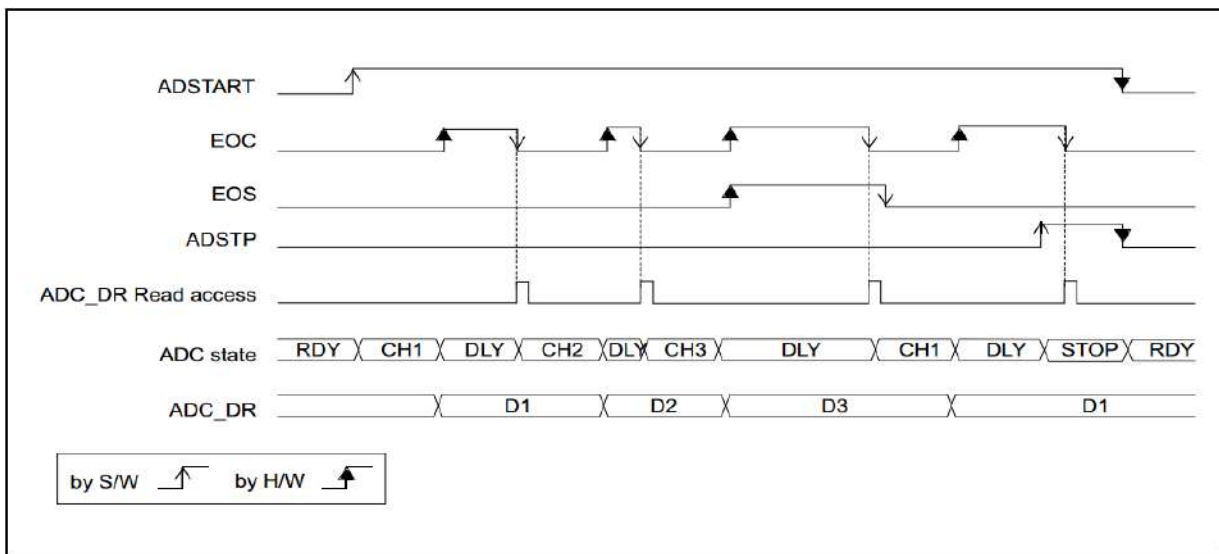 ADSTART
EOC
EOS
ADSTP
ADC_DR Read access
ADC state RDY CH1 DLY CH2 DLY CH3 DLY CH1 DLY STOP RDY
ADC_DR D1 D2 D3 D1
by S/W by H/W